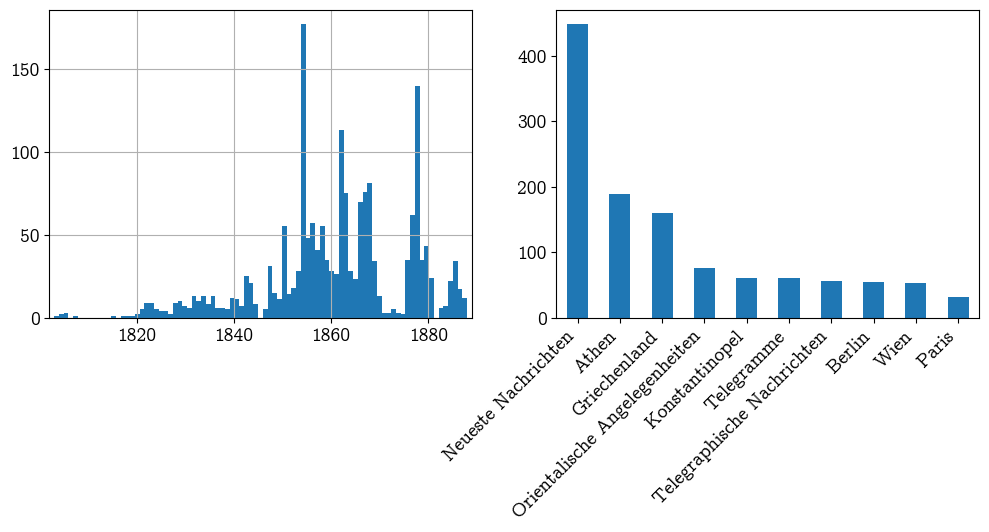 150
100
50
0
1820 1840 1860 1880
400
300
200
100
0
Neueste Nachrichten
Athen
Griechenland
Orientalische Angelegenheiten
Konstantinopel
Telegramme
Telegraphische Nachrichten
Berlin
Wien
Paris